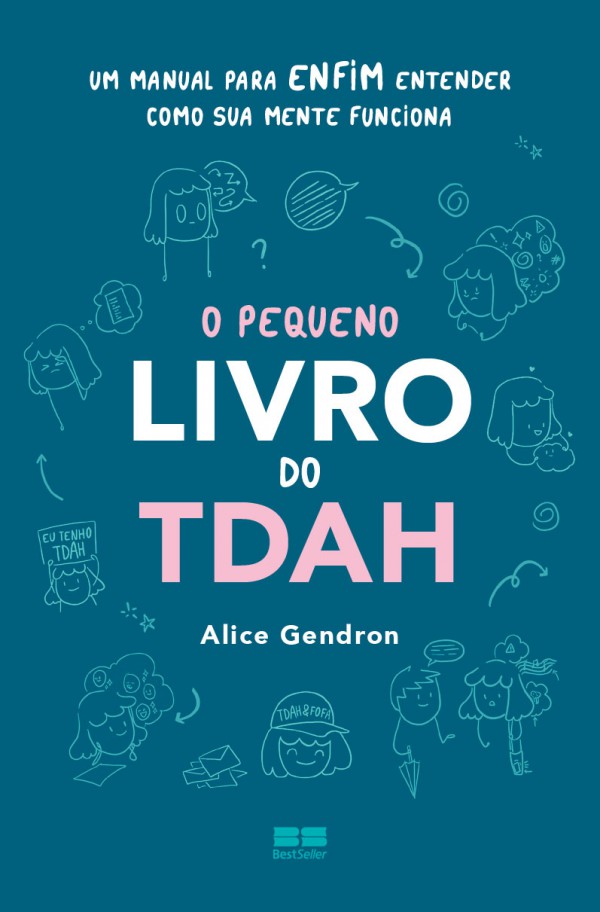 UM MANUAL PARA ENFIM ENTENDER
COMO SUA MENTE FUNCIONA
?
O PEQUENO
LIVRO
DO
TDAH
EU TENHO
TDAH
Alice Gendron
TDAH&FOFA
BS
BestSeller